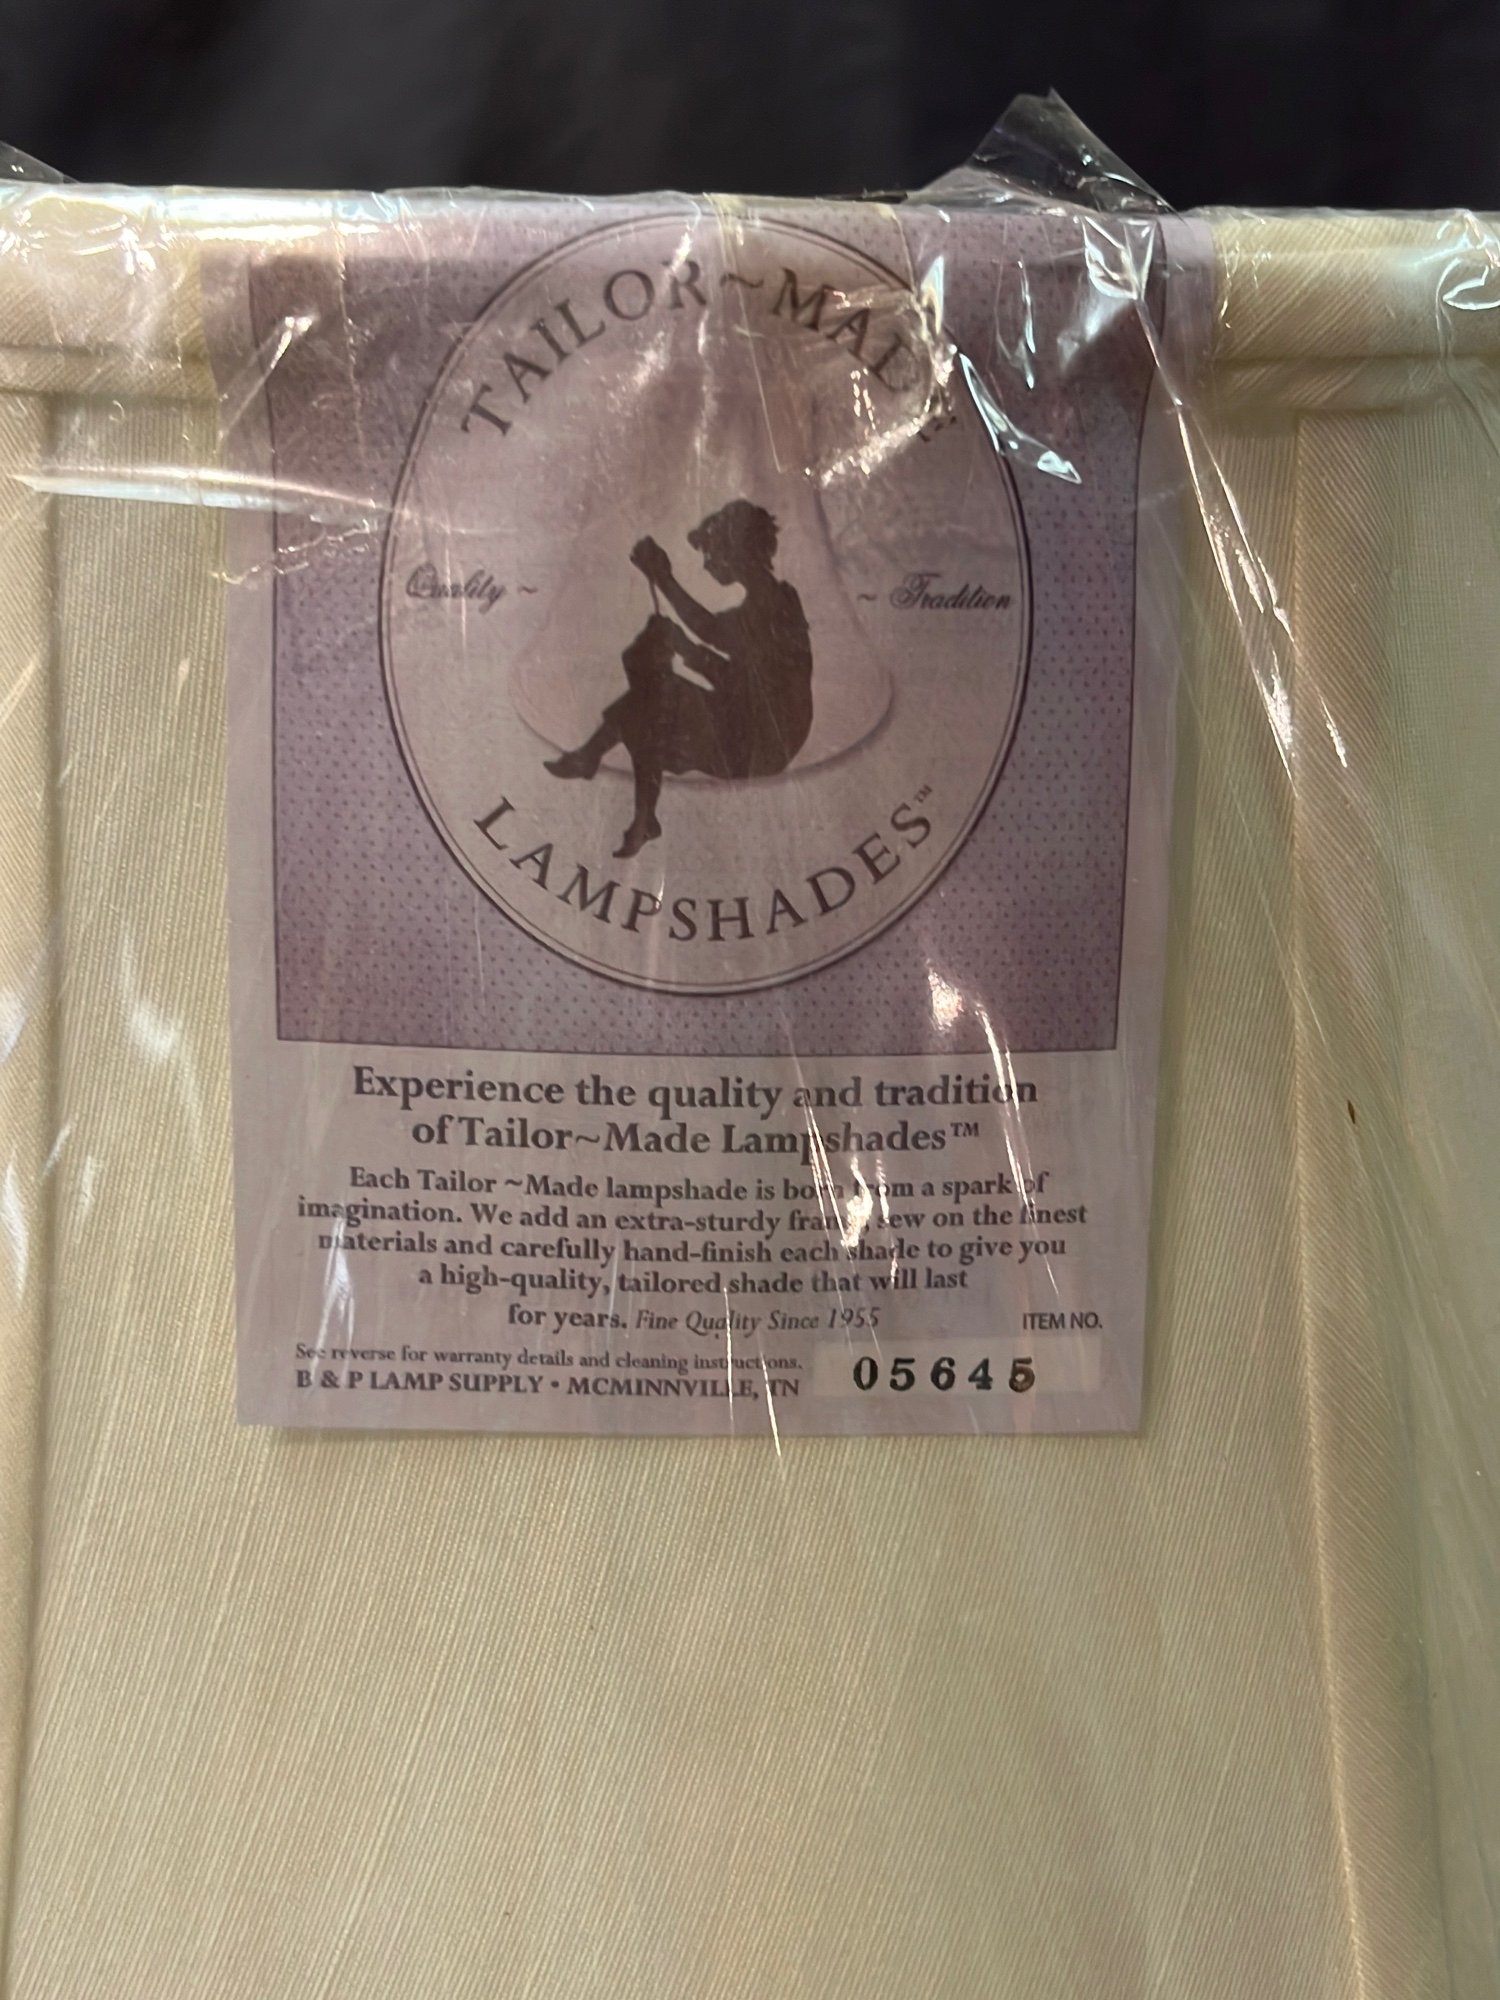 TAILOR~MADE
Quality ~
~ Tradition
LAMPSHADES™
Experience the quality and tradition
of Tailor~Made Lampshades™
Each Tailor ~Made lampshade is born from a spark of
imagination. We add an extra-sturdy frame, sew on the finest
materials and carefully hand-finish each shade to give you
a high-quality, tailored shade that will last
for years. Fine Quality Since 1955
ITEM NO.
See reverse for warranty details and cleaning instructions.
B & P LAMP SUPPLY • MCMINNVILLE, TN
05645